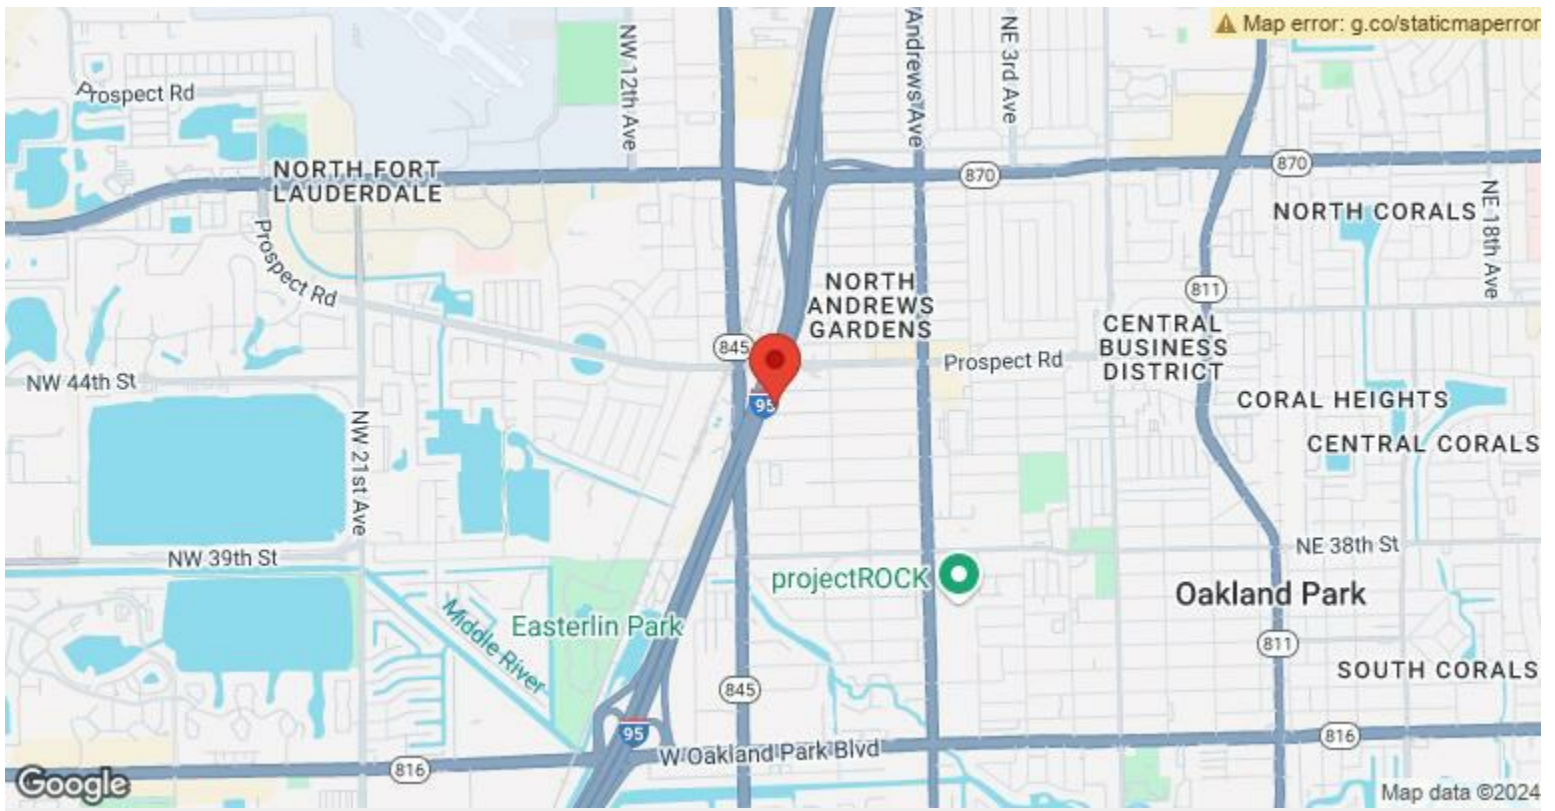 Map error: g.co/staticmaperror
Prospect Rd
NW 12th Ave
Andrews Ave
NE 3rd Ave
NORTH FORT
LAUDERDALE
870
870
NE 18th Ave
NORTH CORALS
Prospect Rd
NORTH
ANDREWS
GARDENS
811
CENTRAL
BUSINESS
DISTRICT
845
Prospect Rd
NW 44th St
95
CORAL HEIGHTS
CENTRAL CORALS
NW 21st Ave
NW 39th St
NE 38th St
projectROCK
Oakland Park
Middle River
Easterlin Park
811
SOUTH CORALS
845
95
816
W Oakland Park Blvd
816
Google
Map data ©2024